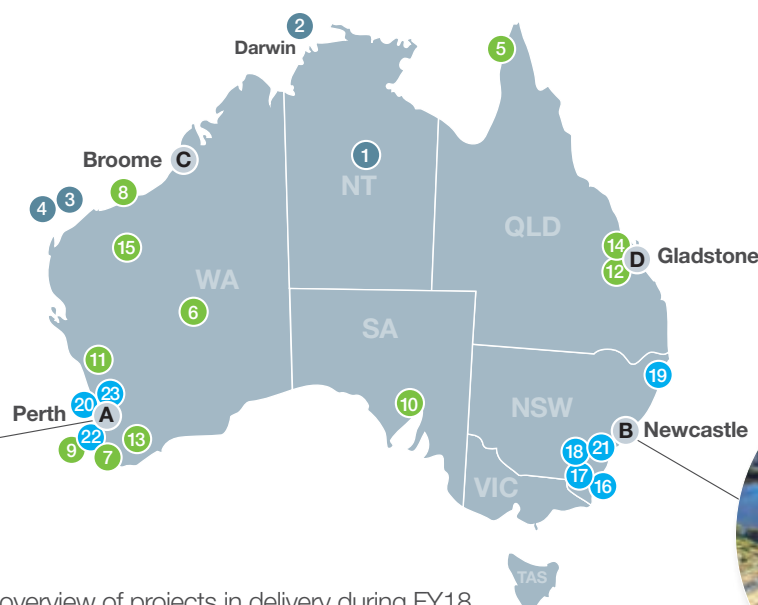 2
Darwin
5
1
NT
Broome C
8
3
4
QLD
14
D Gladstone
12
15
WA
6
SA
11
19
23
20
Perth A
10
NSW
B Newcastle
22
13
9
7
18
21
17
16
VIC
TAS
overview of projects in delivery during FY18